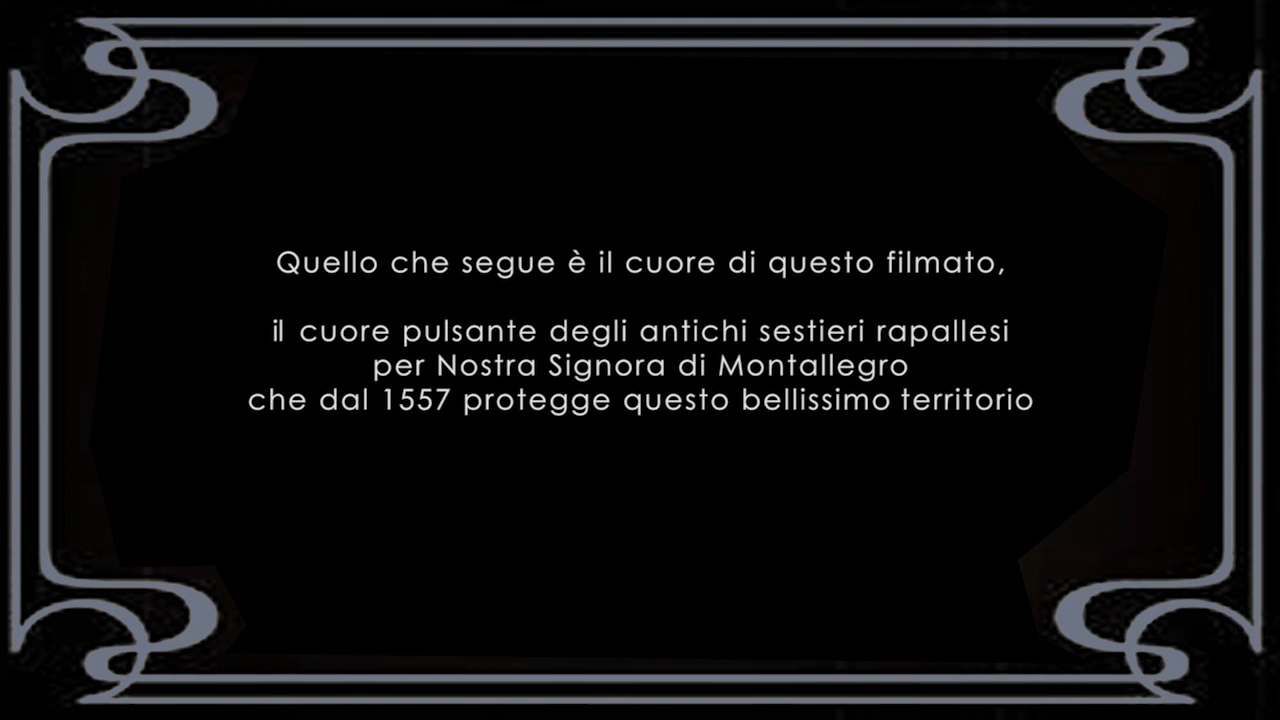 Quello che segue è il cuore di questo filmato,
il cuore pulsante degli antichi sestieri rapallesi
per Nostra Signora di Montallegro
che dal 1557 protegge questo bellissimo territorio